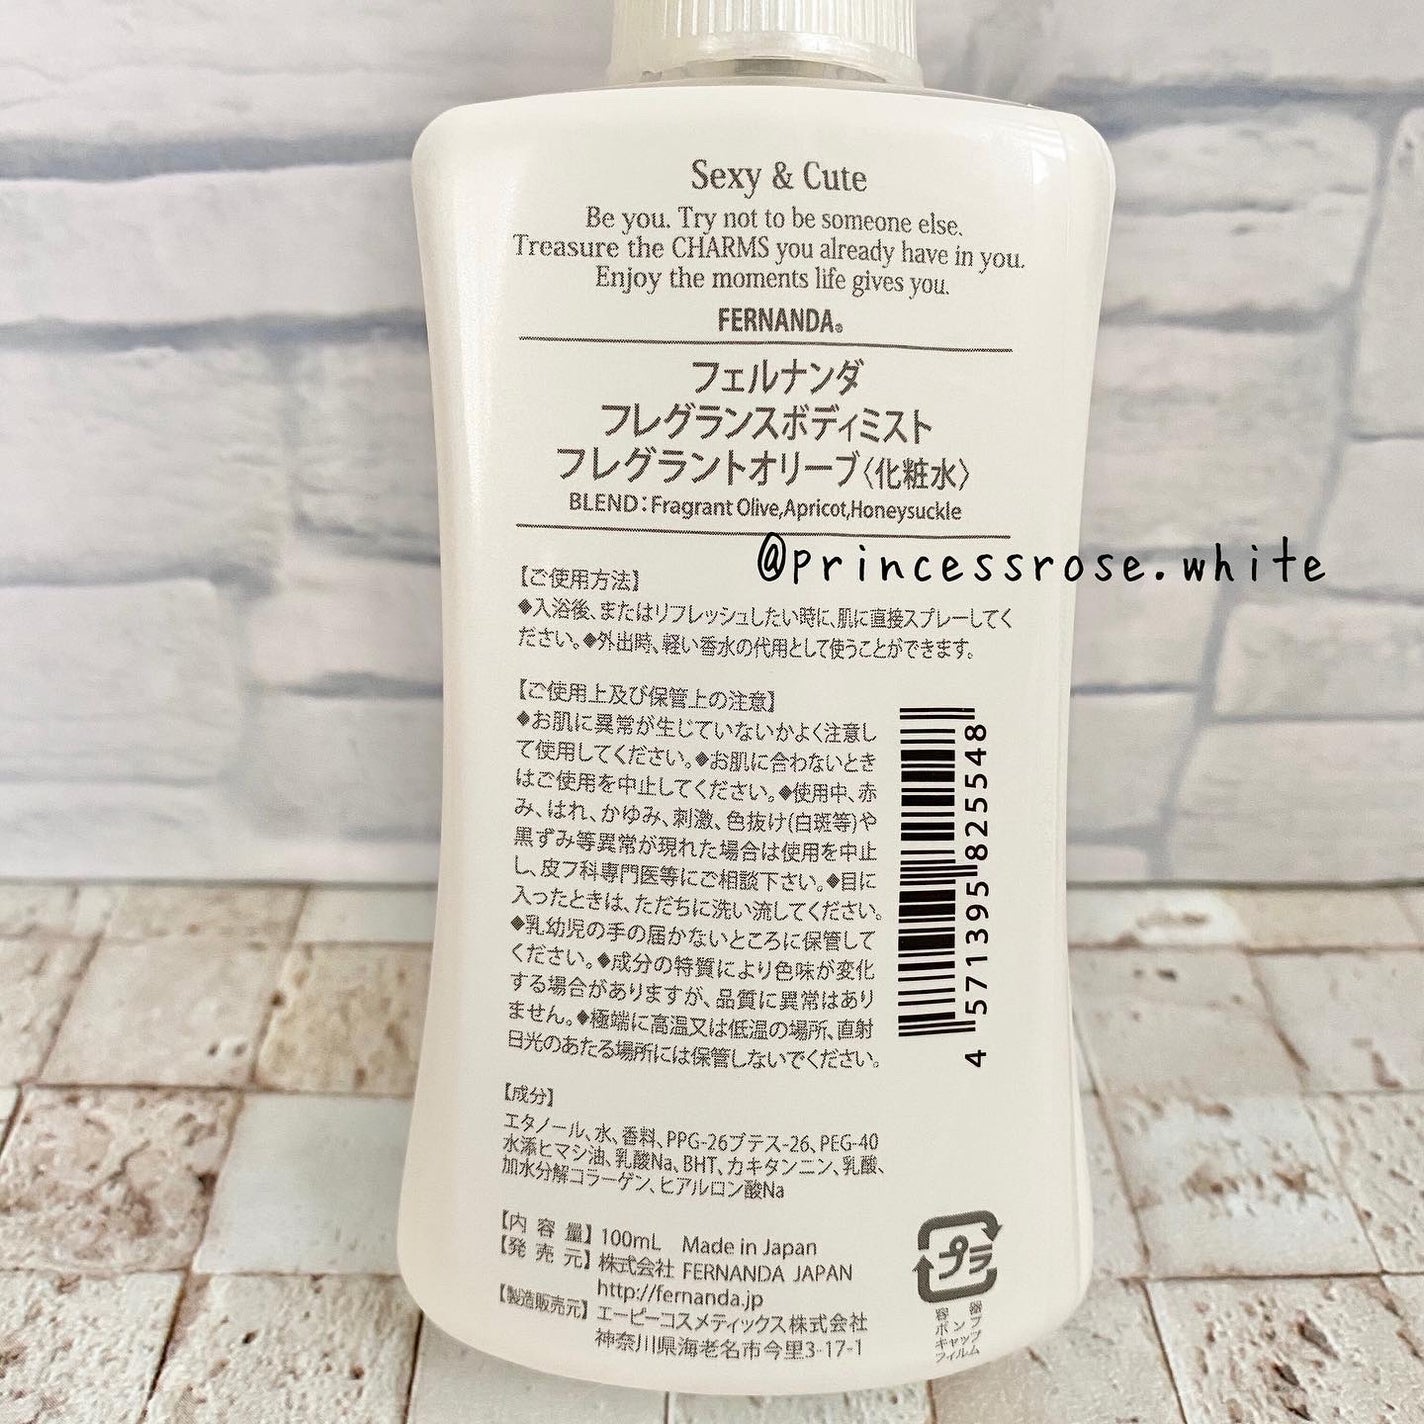 Sexy & Cute
Be you. Try not to be someone else.
Treasure the CHARMS you already have in you.
Enjoy the moments life gives you.
FERNANDA®
フェルナンダ
フレグランスボディミスト
フレグラントオリーブ〈化粧水〉
BLEND：Fragrant Olive,Apricot,Honeysuckle
@princessrose.white
【ご使用方法】
◆入浴後、またはリフレッシュしたい時に、肌に直接スプレーしてく
ださい。◆外出時、軽い香水の代用として使うことができます。
【ご使用上及び保管上の注意】
◆お肌に異常が生じていないかよく注意し
て使用してください。◆お肌に合わないとき
はご使用を中止してください。◆使用中、赤
み、はれ、かゆみ、刺激、色抜け(白斑等)や
黒ずみ等異常が現れた場合は使用を中止
し、皮フ科専門医等にご相談下さい。◆目に
入ったときは、ただちに洗い流してください。
◆乳幼児の手の届かないところに保管して
ください。◆成分の特質により色味が変化
する場合がありますが、品質に異常はあり
ません。◆極端に高温又は低温の場所、直射
日光のあたる場所には保管しないでください。
4 571395 825548
【成分】
エタノール、水、香料、PPG-26ブテス-26、PEG-40
水添ヒマシ油、乳酸Na、BHT、カキタンニン、乳酸、
加水分解コラーゲン、ヒアルロン酸Na
【内 容 量】100mL Made in Japan
【発 売 元】株式会社 FERNANDA JAPAN
http://fernanda.jp
【製造販売元】エーピーコスメティックス株式会社
神奈川県海老名市今里3-17-1
プラ
容 器
ポンプ
キャップ
フィルム